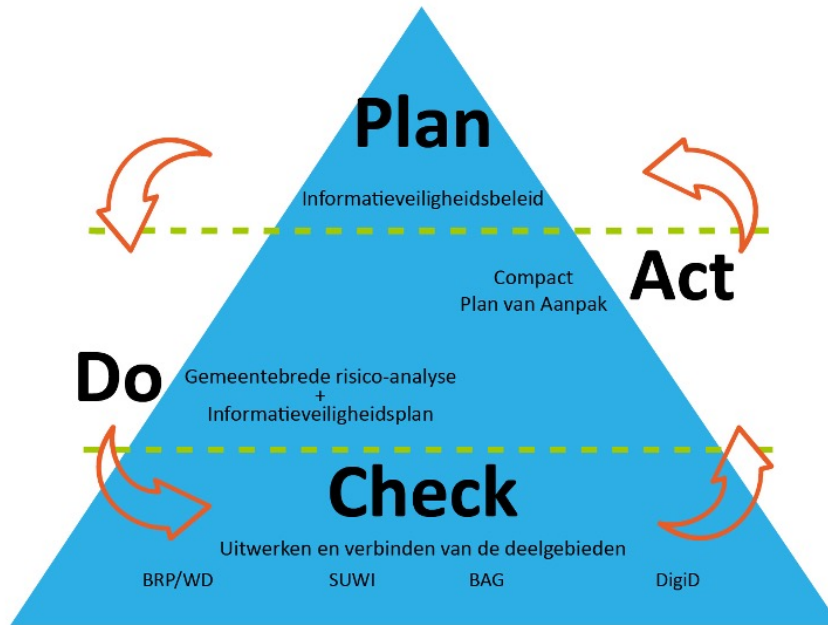 Plan
Informatieveiligheidsbeleid
Act
Compact
Plan van Aanpak
Do
Gemeentebrede risico-analyse
+
Informatieveiligheidsplan
Check
Uitwerken en verbinden van de deelgebieden
BRP/WD SUWI BAG DigiD